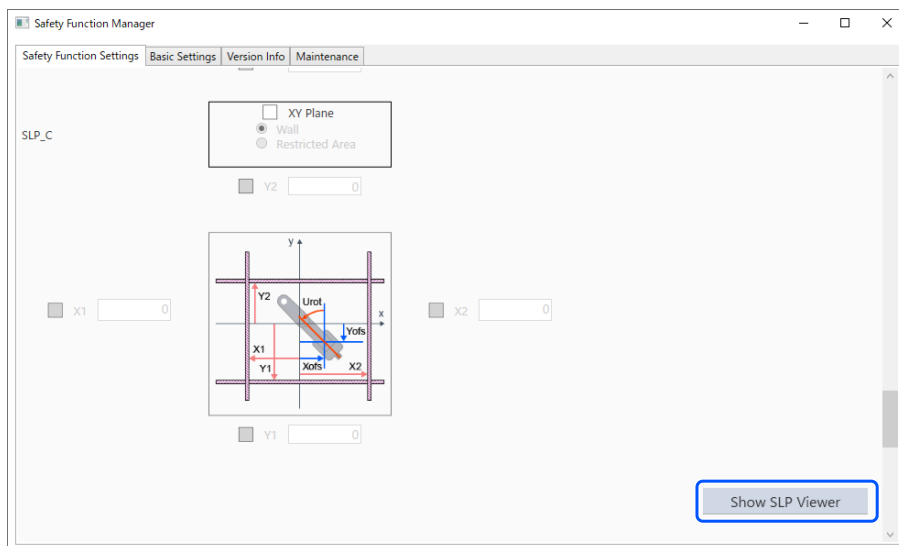 Safety Function Manager
Safety Function Settings Basic Settings Version Info Maintenance
XY Plane
SLP_C
Wall
Restricted Area
Y2 0
y
Y2 Urot
X1 0
x
X2 0
Yofs
X1
Y1 Xofs X2
Y1 0
Show SLP Viewer